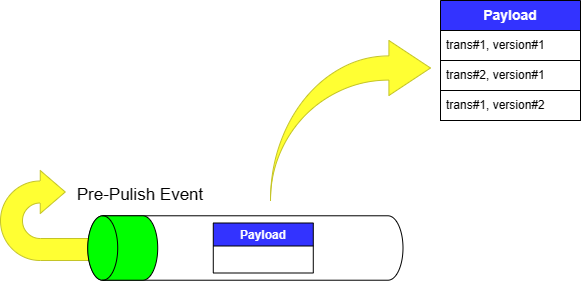 Payload
trans#1, version#1
trans#2, version#1
trans#1, version#2
Pre-Pulish Event
Payload